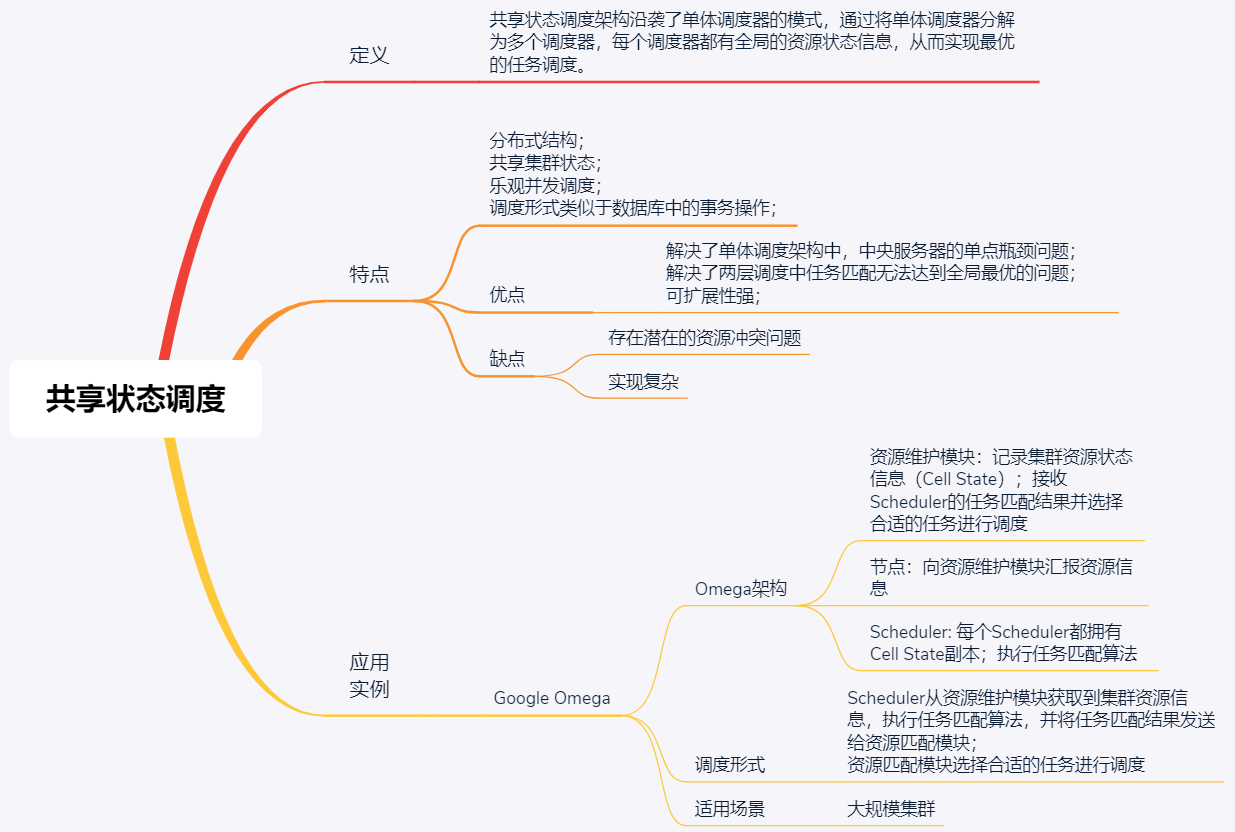 共享状态调度
定义
共享状态调度架构沿袭了单体调度器的模式，通过将单体调度器分解
为多个调度器，每个调度器都有全局的资源状态信息，从而实现最优
的任务调度。
特点
分布式结构；
共享集群状态；
乐观并发调度；
调度形式类似于数据库中的事务操作；
优点
解决了单体调度架构中，中央服务器的单点瓶颈问题；
解决了两层调度中任务匹配无法达到全局最优的问题；
可扩展性强；
缺点
存在潜在的资源冲突问题
实现复杂
应用
实例
Google Omega
Omega架构
资源维护模块：记录集群资源状态
信息（Cell State）；接收
Scheduler的任务匹配结果并选择
合适的任务进行调度
节点：向资源维护模块汇报资源信
息
Scheduler: 每个Scheduler都拥有
Cell State副本；执行任务匹配算法
调度形式
Scheduler从资源维护模块获取到集群资源信
息，执行任务匹配算法，并将任务匹配结果发送
给资源匹配模块；
资源匹配模块选择合适的任务进行调度
适用场景
大规模集群